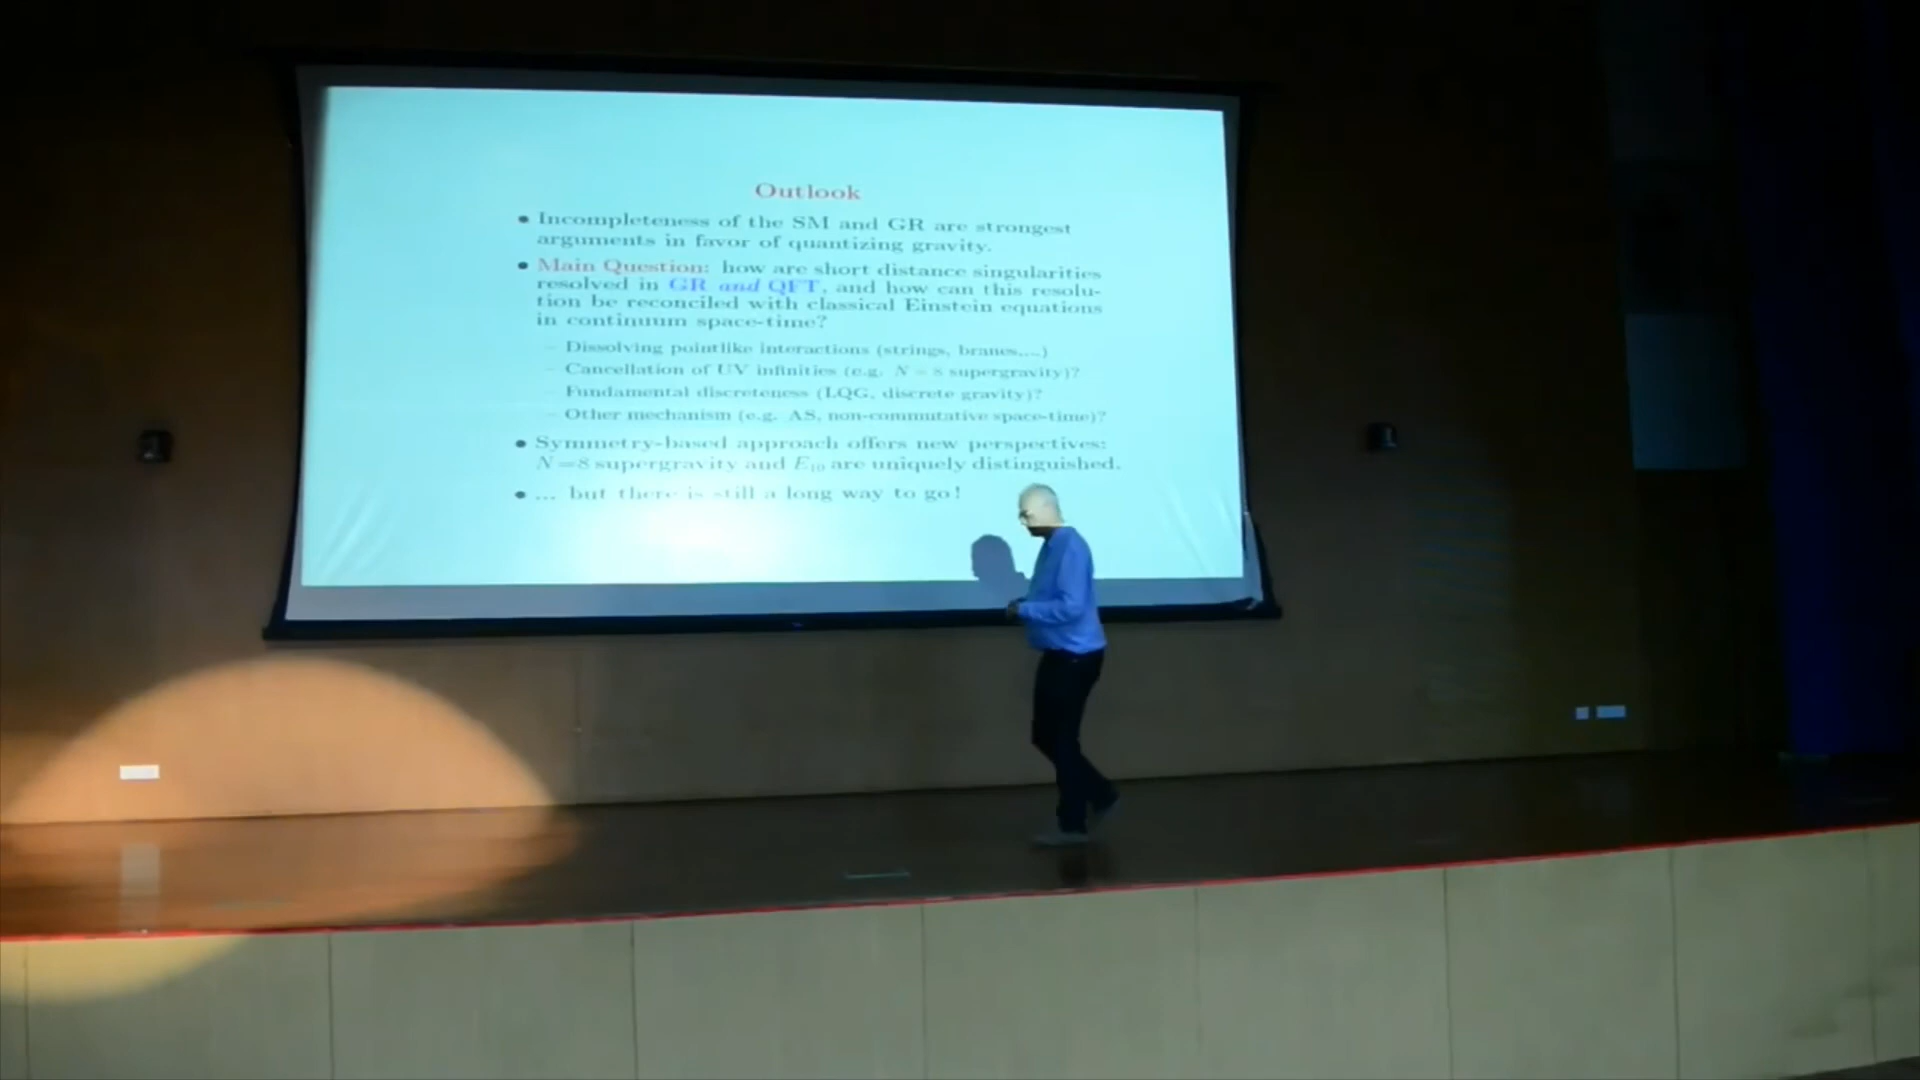 Outlook
• Incompleteness of the SM and GR are strongest
arguments in favor of quantizing gravity.
• Main Question: how are short distance singularities
resolved in GR and QFT, and how can this resolu-
tion be reconciled with classical Einstein equations
in continuum space-time?
– Dissolving pointlike interactions (strings, branes,...)
– Cancellation of UV infinities (e.g. N = 8 supergravity)?
– Fundamental discreteness (LQG, discrete gravity)?
– Other mechanism (e.g. AS, non-commutative space-time)?
• Symmetry-based approach offers new perspectives:
N=8 supergravity and E₁₀ are uniquely distinguished.
• ... but there is still a long way to go!